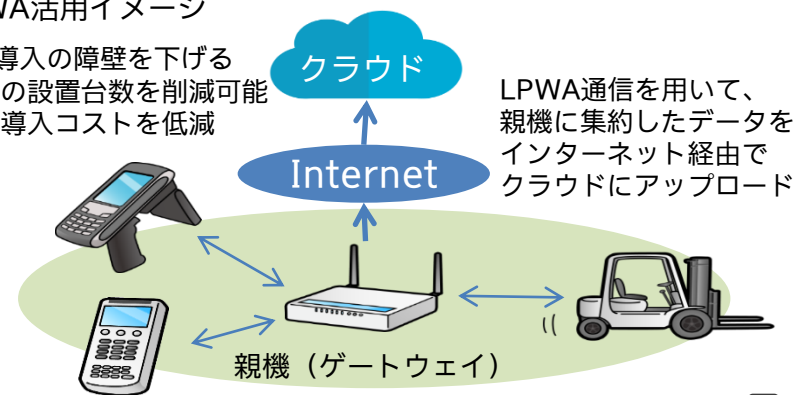 WA活用イメージ
導入の障壁を下げる
の設置台数を削減可能
導入コストを低減
クラウド
LPWA通信を用いて、
親機に集約したデータを
インターネット経由で
クラウドにアップロード
Internet
親機（ゲートウェイ）